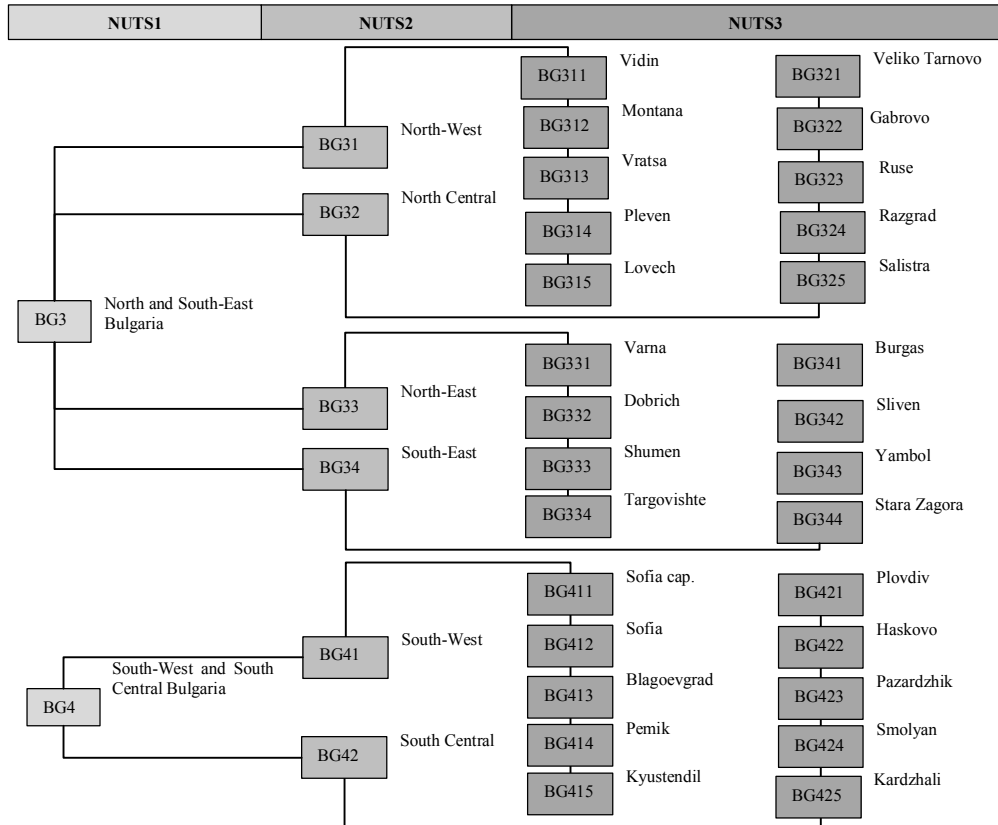 NUTS1 NUTS2 NUTS3
BG3
North and South-East
Bulgaria
BG31
North-West
BG311
Vidin
BG312
Montana
BG313
Vratsa
BG314
Pleven
BG315
Lovech
BG32
North Central
BG321
Veliko Tarnovo
BG322
Gabrovo
BG323
Ruse
BG324
Razgrad
BG325
Salistra
BG33
North-East
BG331
Varna
BG332
Dobrich
BG333
Shumen
BG334
Targovishte
BG34
South-East
BG341
Burgas
BG342
Sliven
BG343
Yambol
BG344
Stara Zagora
BG4
South-West and South
Central Bulgaria
BG41
South-West
BG411
Sofia cap.
BG412
Sofia
BG413
Blagoevgrad
BG414
Pemik
BG415
Kyustendil
BG42
South Central
BG421
Plovdiv
BG422
Haskovo
BG423
Pazardzhik
BG424
Smolyan
BG425
Kardzhali